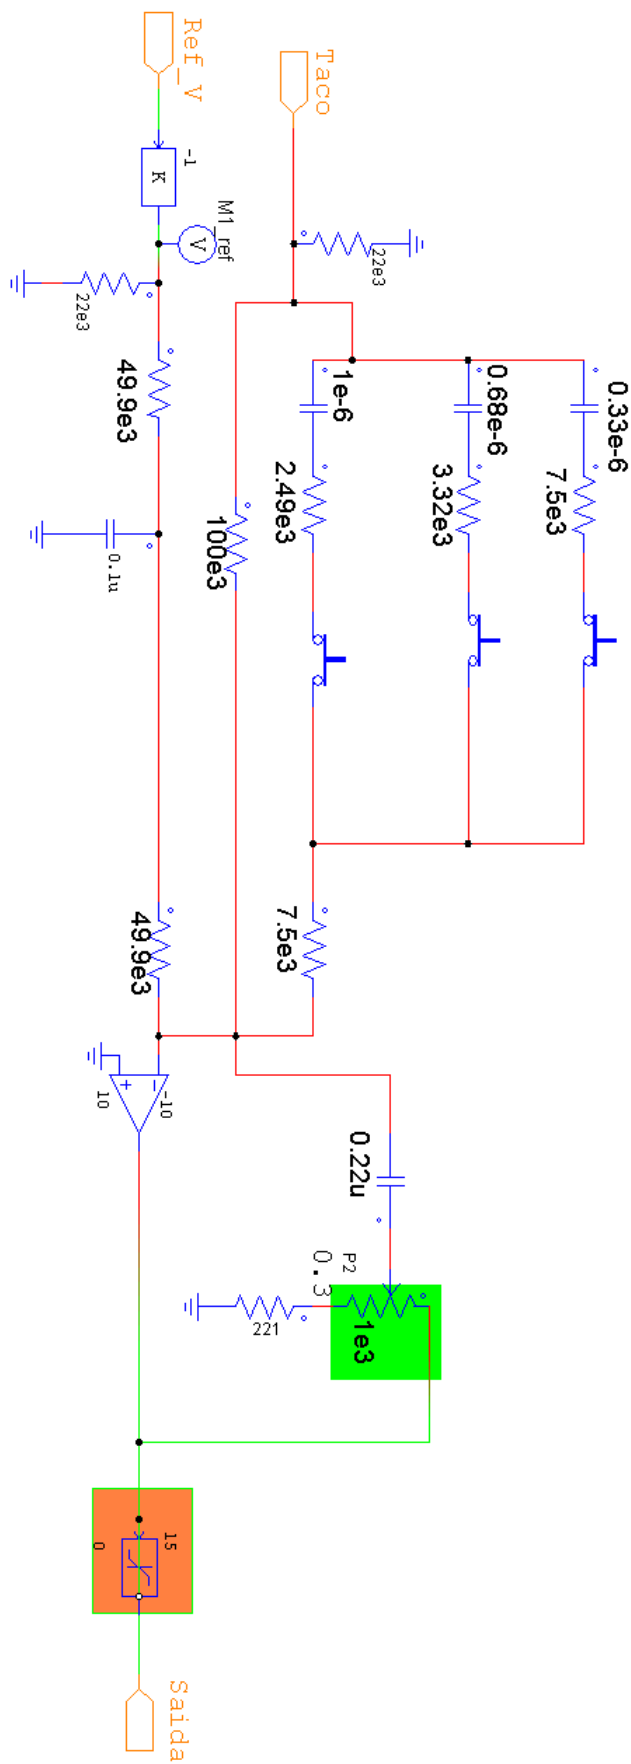 Ref_V
-1
K
M1_ref
V
22e3
49.9e3
0.1u
49.9e3
Taco
22e3
100e3
1e-6
2.49e3
0.68e-6
3.32e3
0.33e-6
7.5e3
7.5e3
-10
10
0.22u
P2
0.3
1e3
221
15
0
Saida